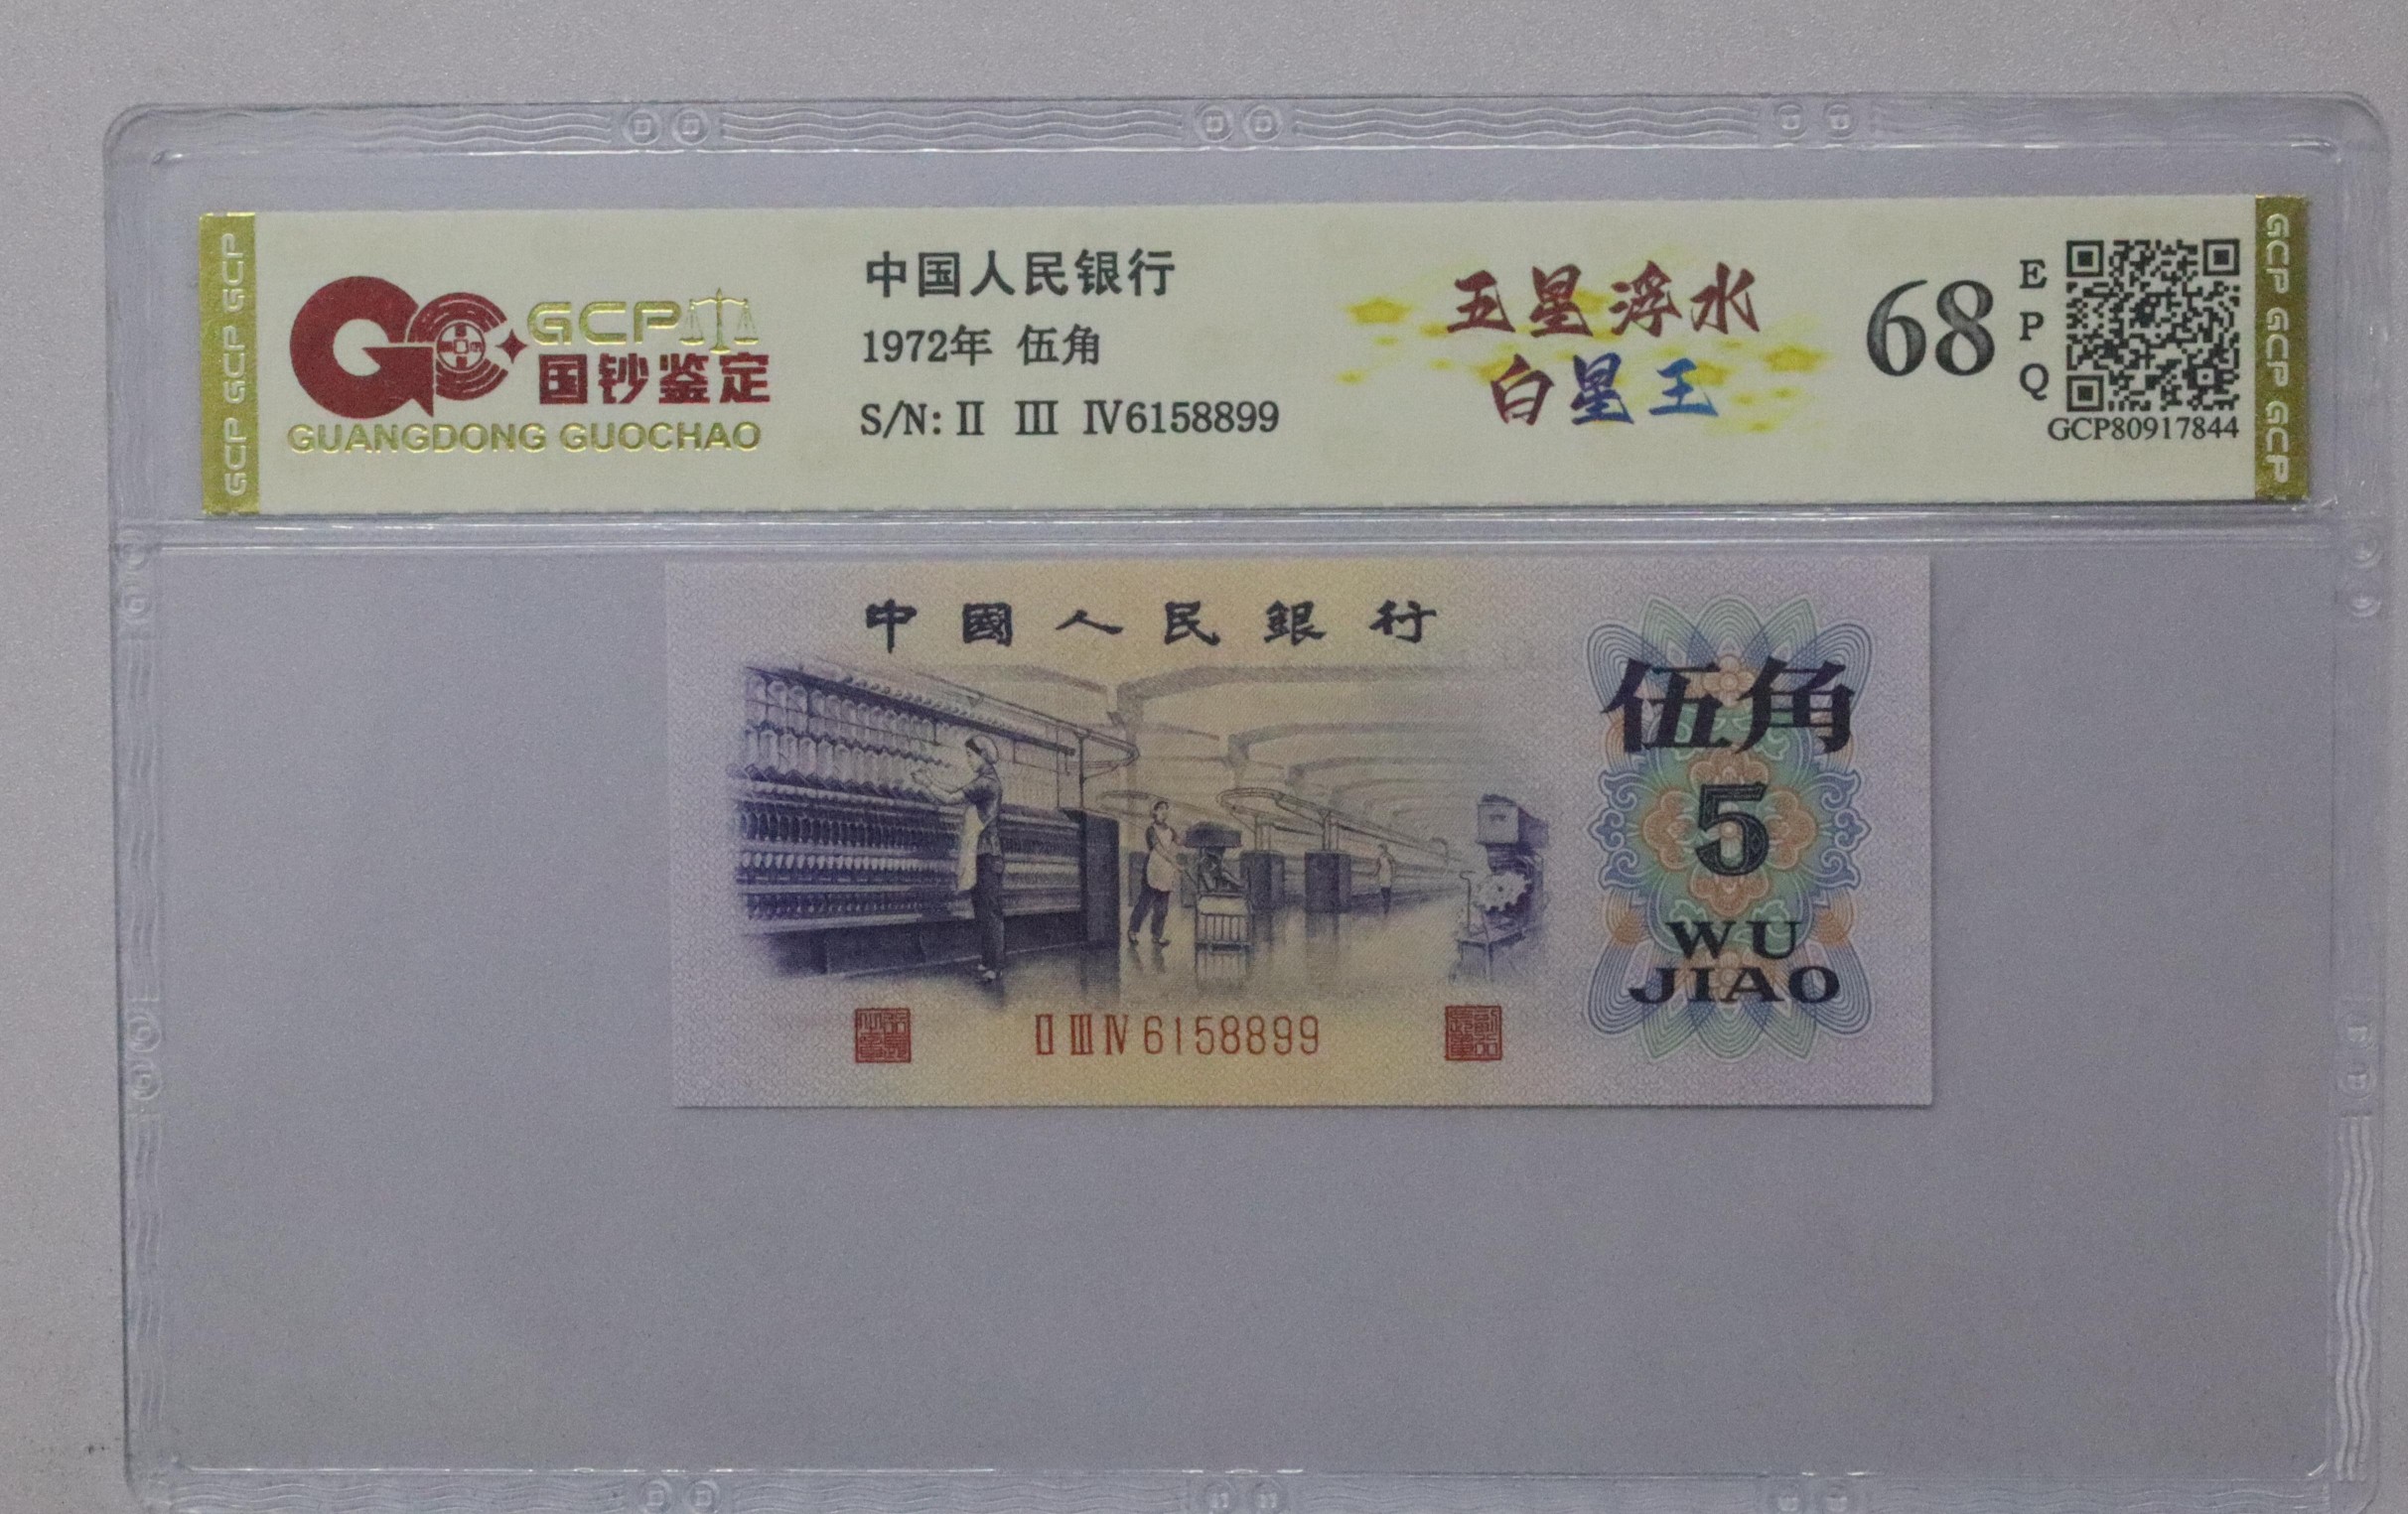 GCP GCP GCP
GCP
国钞鉴定
GUANGDONG GUOCHAO
中国人民银行
1972年 伍角
S/N: Ⅱ Ⅲ Ⅳ6158899
五星浮水
白星王
68
EPQ
GCP80917844
GCP GCP GCP
中國人民銀行
伍角
5
WU
JIAO
Ⅱ Ⅲ Ⅳ 6158899